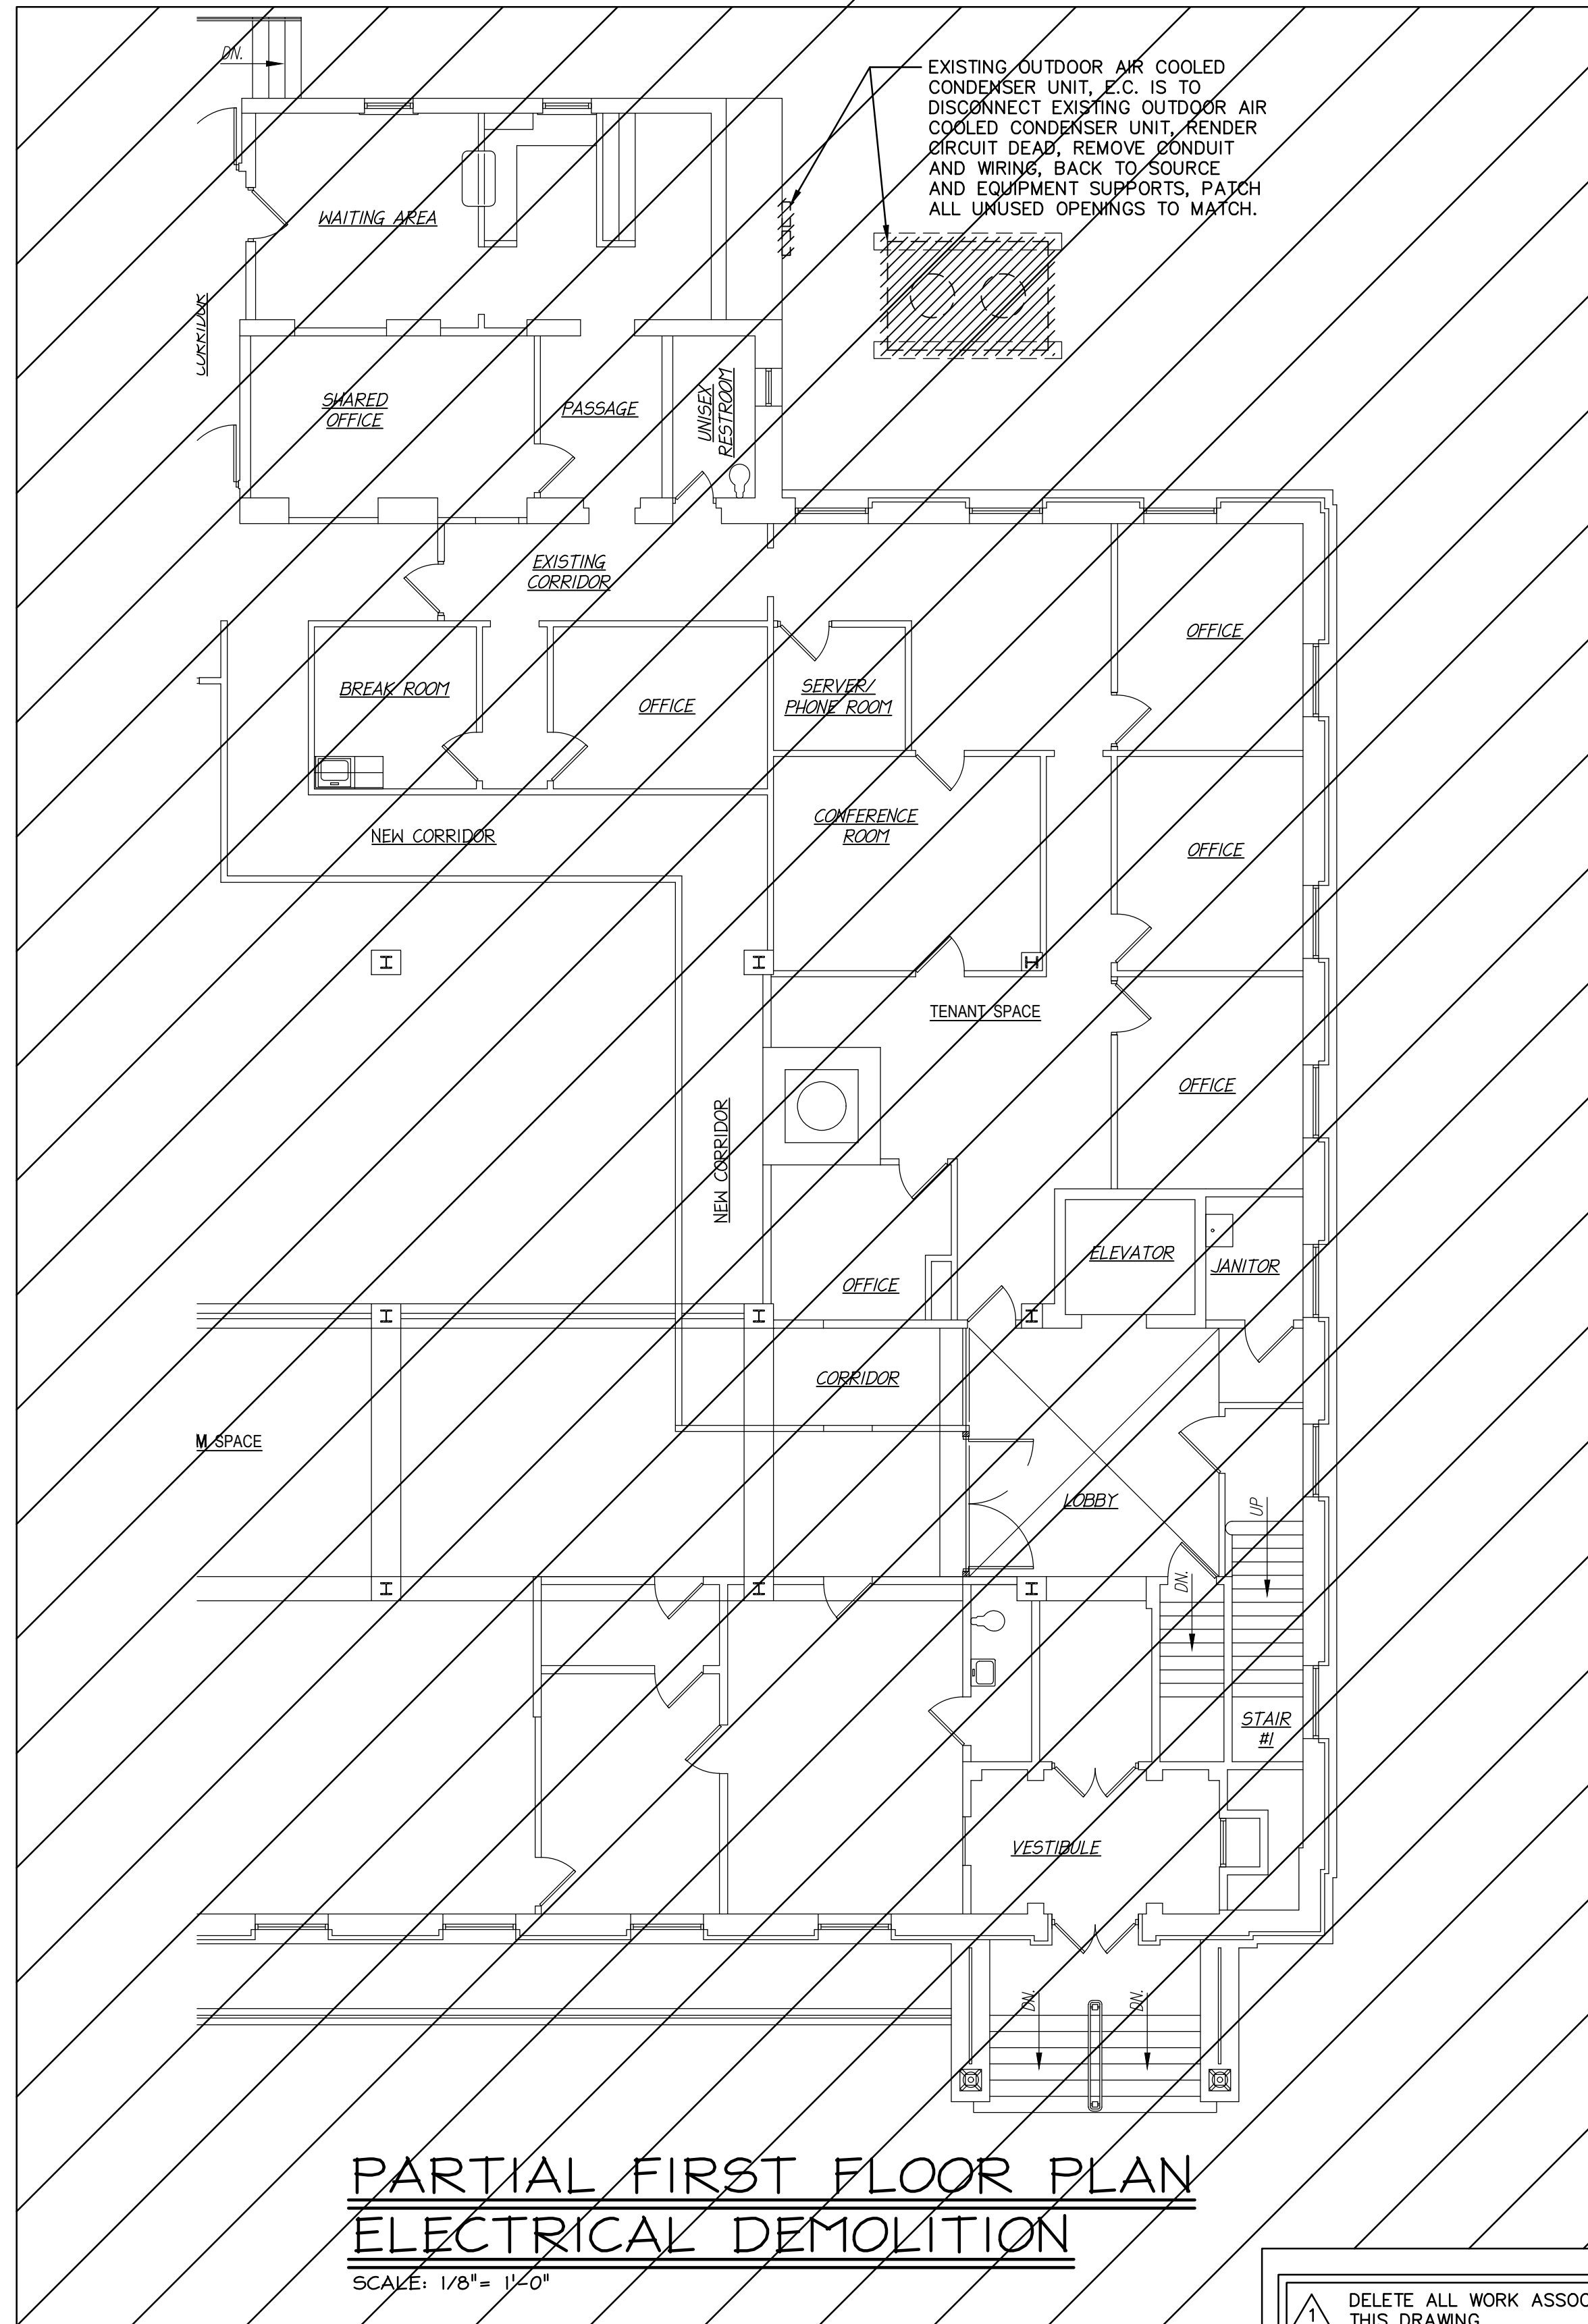 DN.
EXISTING OUTDOOR AIR COOLED
CONDENSER UNIT, E.C. IS TO
DISCONNECT EXISTING OUTDOOR AIR
COOLED CONDENSER UNIT, RENDER
CIRCUIT DEAD, REMOVE CONDUIT
AND WIRING, BACK TO SOURCE
AND EQUIPMENT SUPPORTS, PATCH
ALL UNUSED OPENINGS TO MATCH.
WAITING AREA
CORRIDOR
SHARED
OFFICE
PASSAGE
UNISEX
RESTROOM
EXISTING
CORRIDOR
OFFICE
BREAK ROOM
OFFICE
SERVER/
PHONE ROOM
CONFERENCE
ROOM
NEW CORRIDOR
OFFICE
TENANT SPACE
OFFICE
NEW CORRIDOR
ELEVATOR
JANITOR
OFFICE
CORRIDOR
M SPACE
LOBBY
UP
DN.
STAIR
#1
VESTIBULE
DN.
DN.
PARTIAL FIRST FLOOR PLAN
ELECTRICAL DEMOLITION
SCALE: 1/8"= 1'-0"
1
DELETE ALL WORK ASSOC
THIS DRAWING